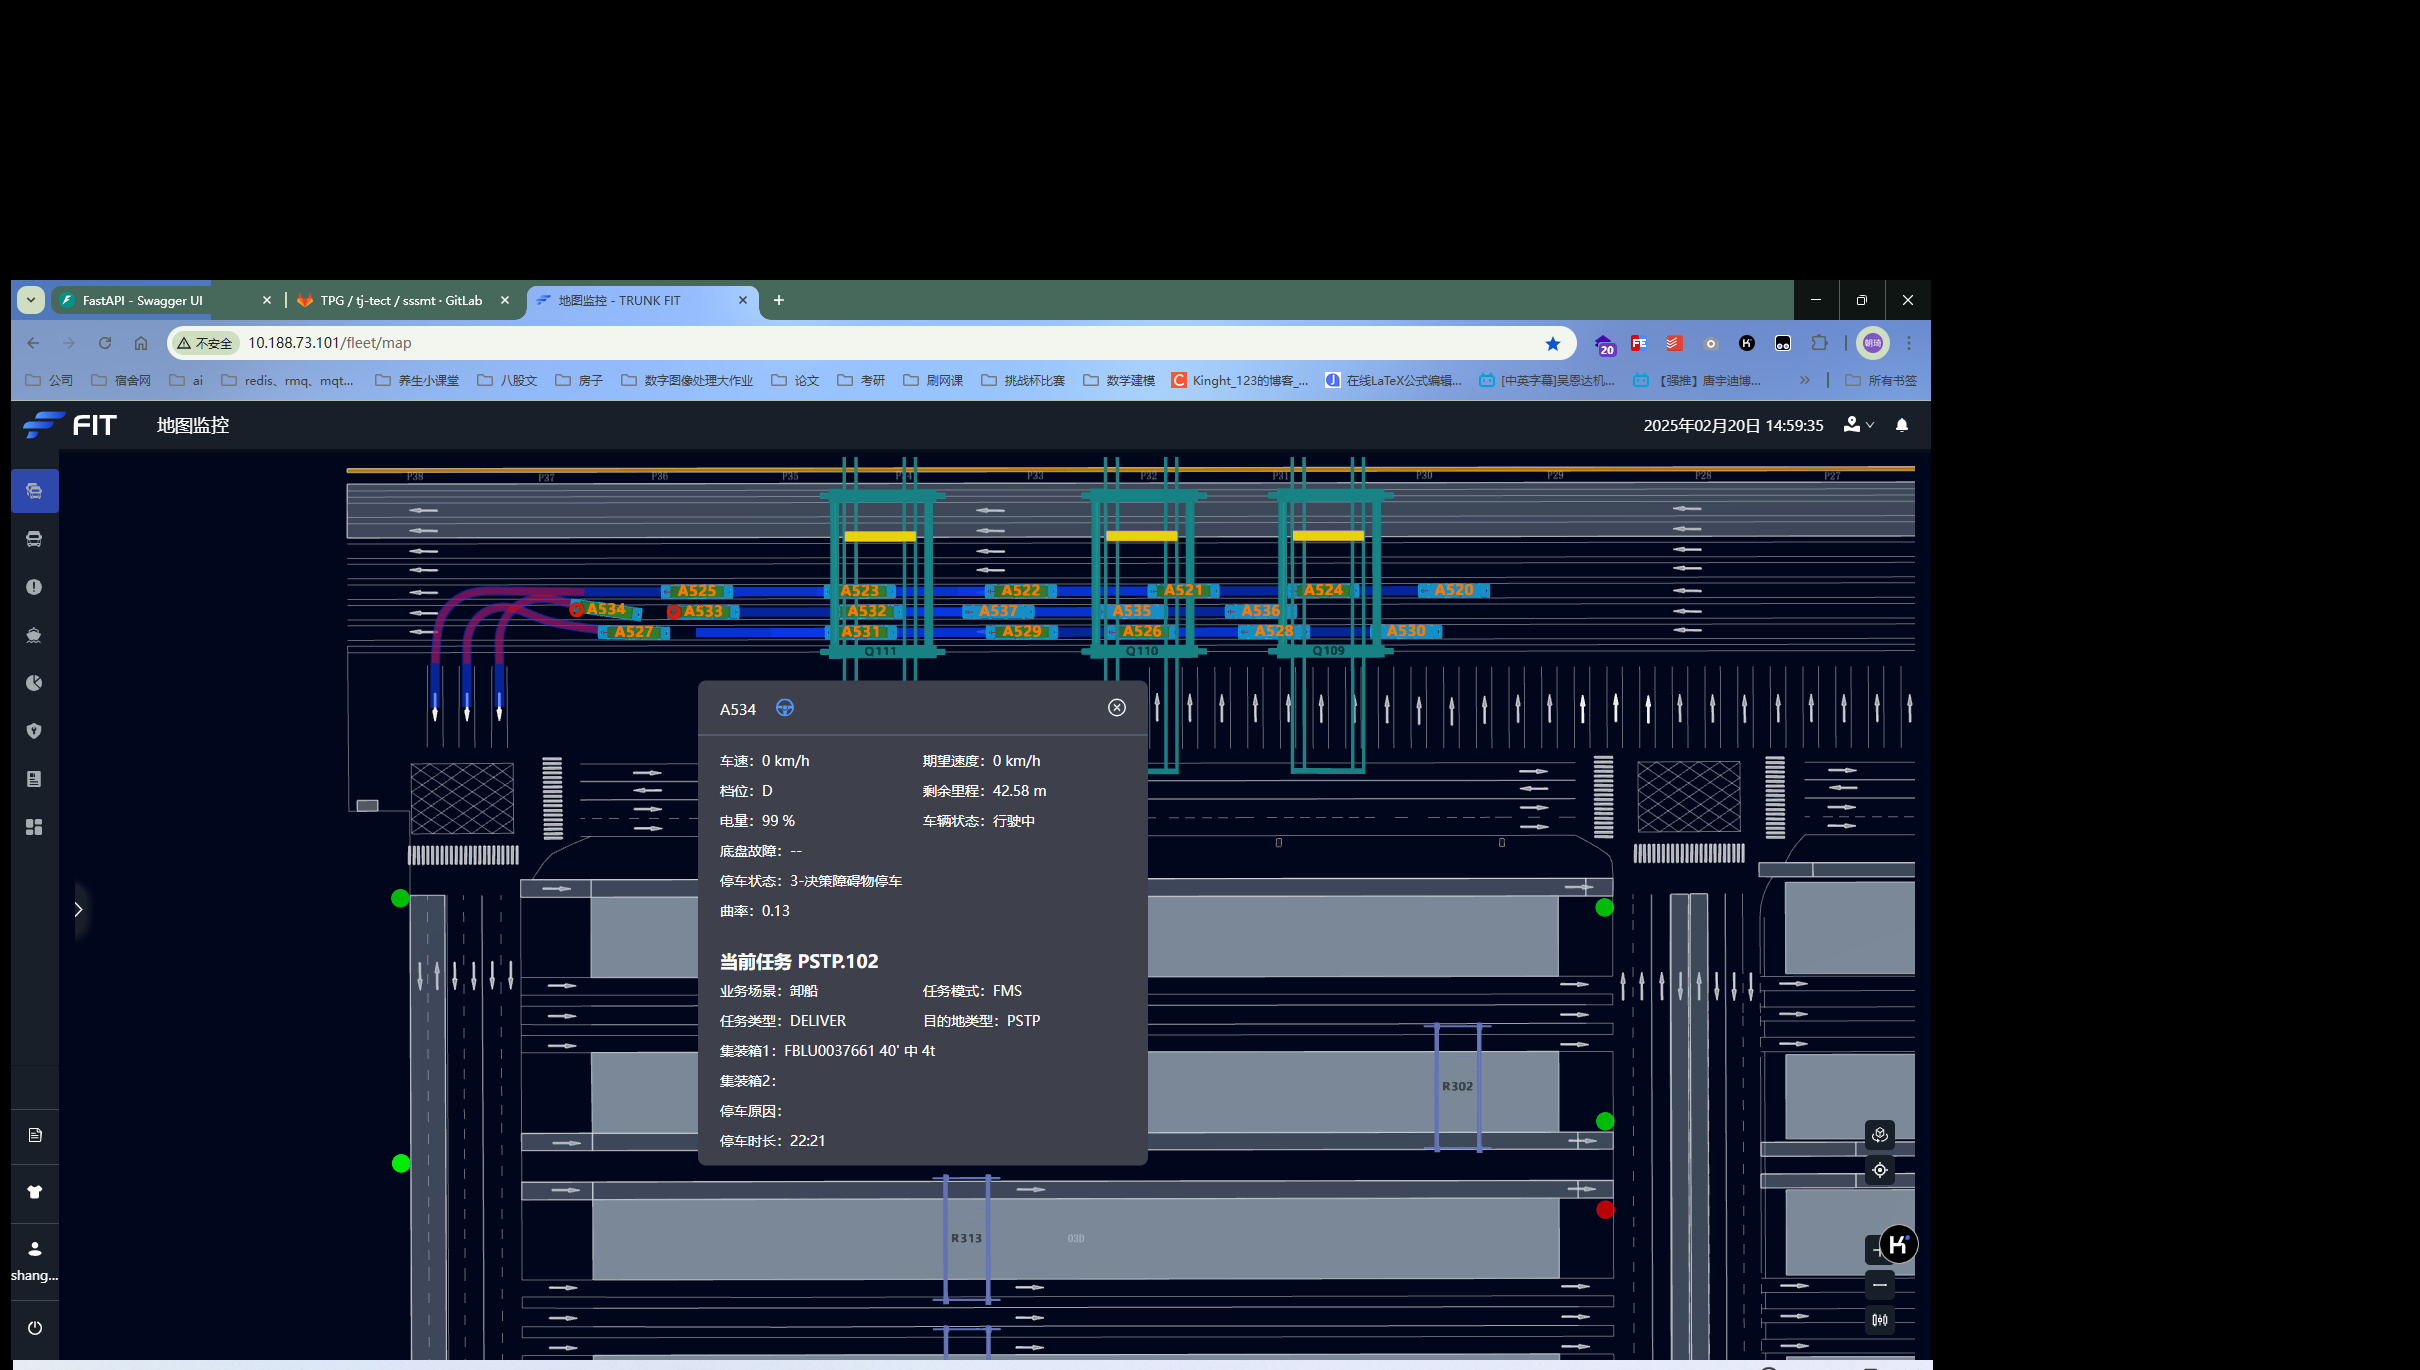 FastAPI - Swagger UI
TPG / tj-tect / sssmt · GitLab
地图监控 - TRUNK FIT
不安全
10.188.73.101/fleet/map
20
朝琦
公司
宿舍网
ai
redis、rmq、mqt...
养生小课堂
八股文
房子
数字图像处理大作业
论文
考研
刷网课
挑战杯比赛
数学建模
Kinght_123的博客_...
在线LaTeX公式编辑...
[中英字幕]吴恩达机...
【强推】唐宇迪博...
所有书签
FIT
地图监控
2025年02月20日 14:59:35
P38
P37
P36
P35
P33
P32
P31
P30
P29
P28
P27
A525
A523
A522
A521
A524
A520
A534
A533
A532
A537
A535
A536
A527
A531
A529
A526
A528
A530
Q111
Q110
Q109
A534
车速：0 km/h
期望速度：0 km/h
档位：D
剩余里程：42.58 m
电量：99 %
车辆状态：行驶中
底盘故障：--
停车状态：3-决策障碍物停车
曲率：0.13
当前任务 PSTP.102
业务场景：卸船
任务模式：FMS
任务类型：DELIVER
目的地类型：PSTP
集装箱1：FBLU0037661 40' 中 4t
集装箱2：
停车原因：
停车时长：22:21
R302
R313
03D
shang...